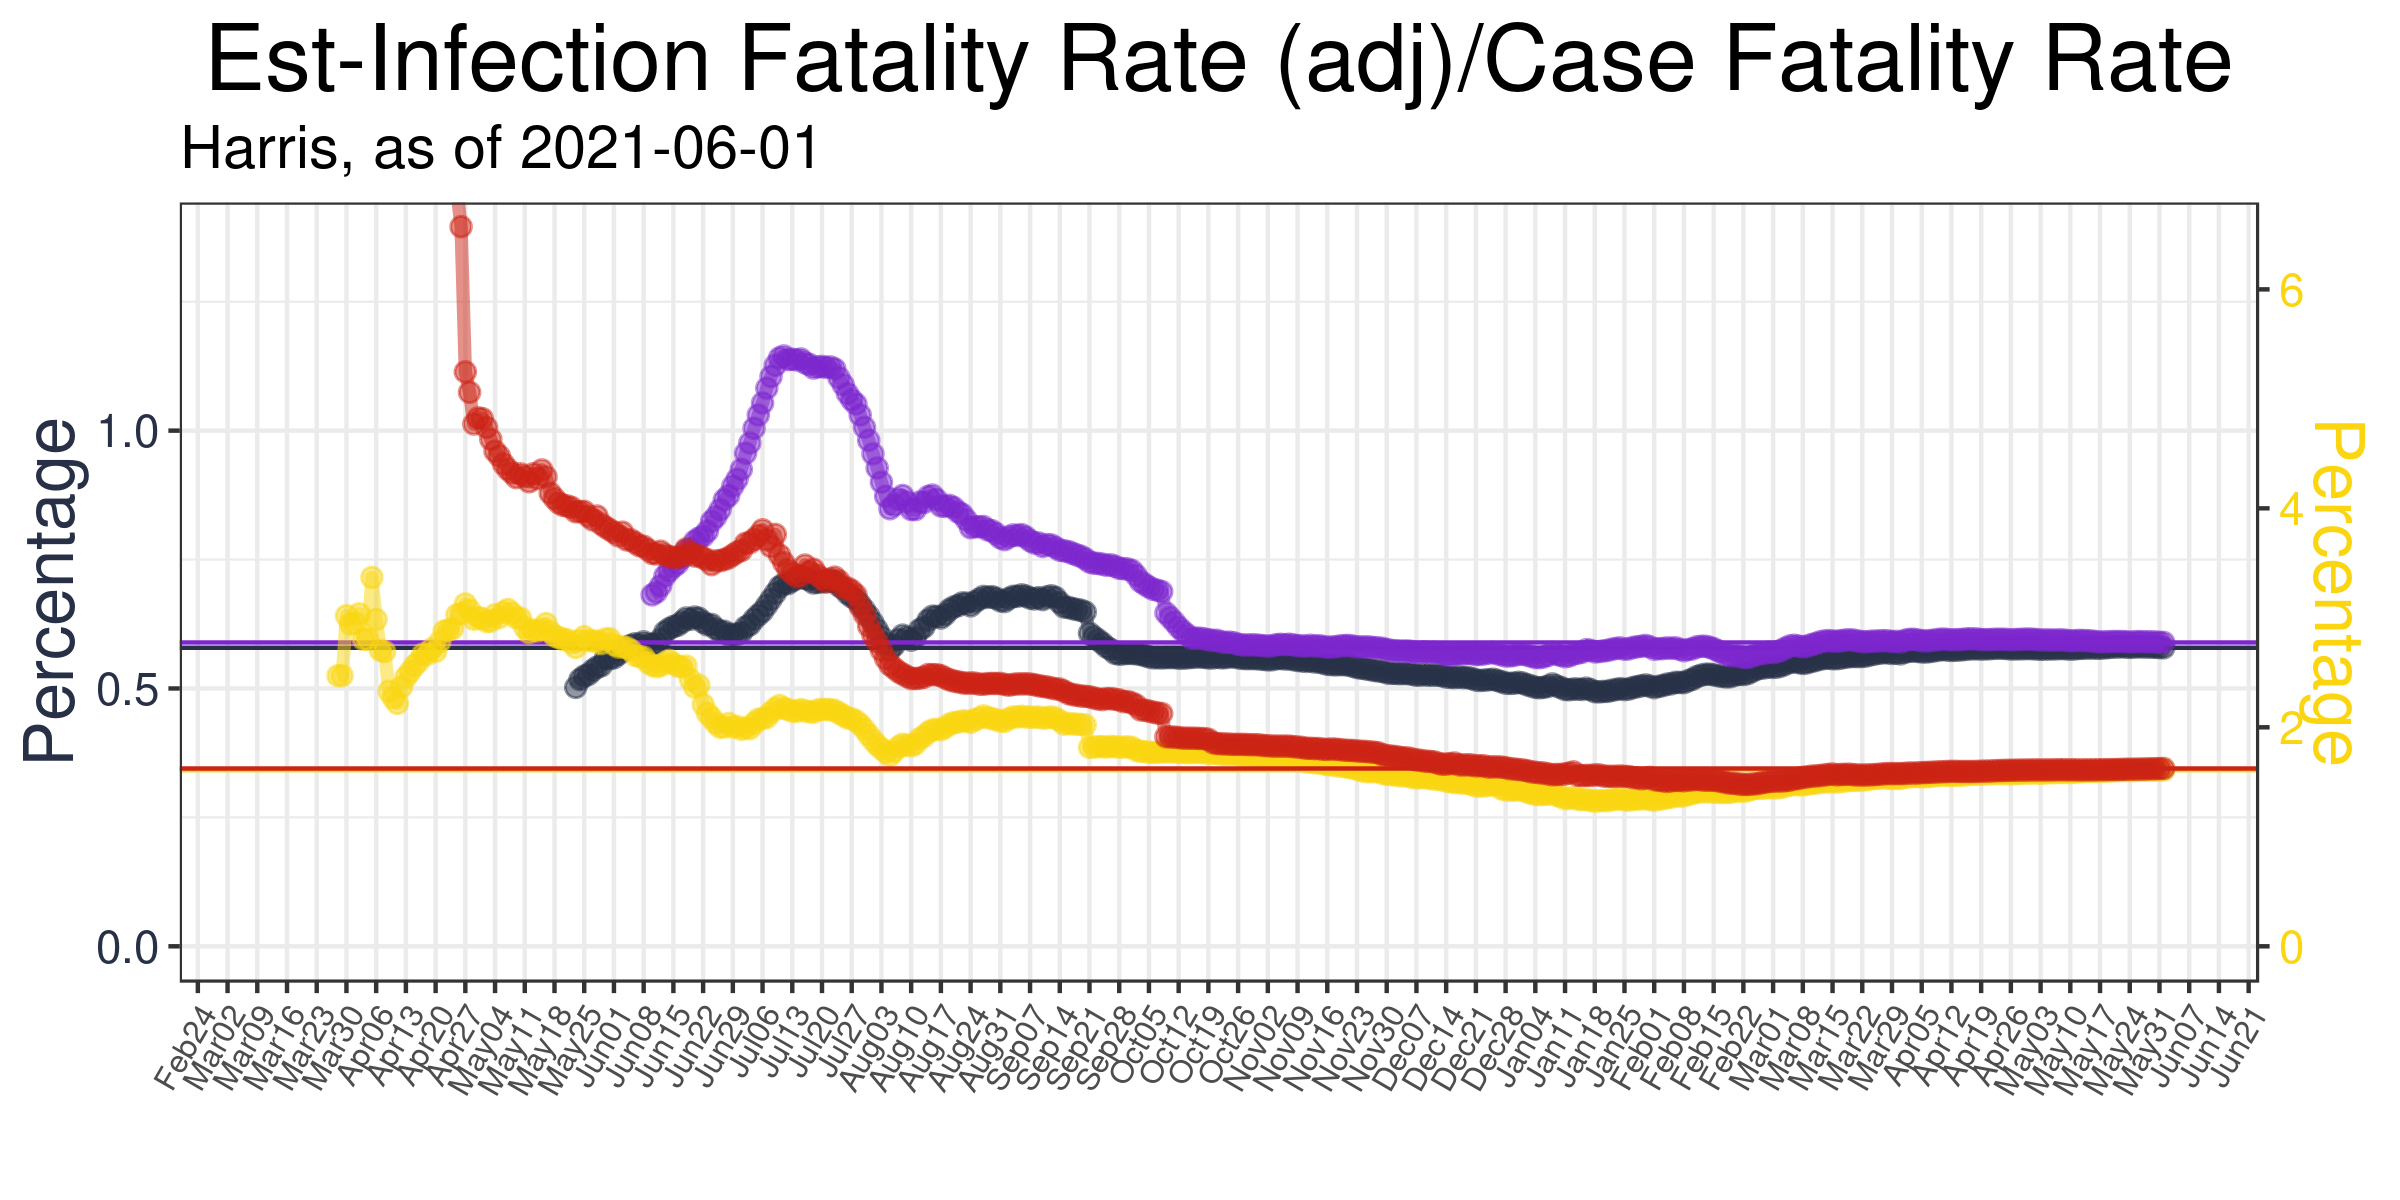 Est-Infection Fatality Rate (adj)/Case Fatality Rate
Harris, as of 2021-06-01
Percentage
1.0
0.5
0.0
6
4
2
0
Percentage
Feb24
Mar02
Mar09
Mar16
Mar23
Mar30
Apr06
Apr13
Apr20
Apr27
May04
May11
May18
May25
Jun01
Jun08
Jun15
Jun22
Jun29
Jul06
Jul13
Jul20
Jul27
Aug03
Aug10
Aug17
Aug24
Aug31
Sep07
Sep14
Sep21
Sep28
Oct05
Oct12
Oct19
Oct26
Nov02
Nov09
Nov16
Nov23
Nov30
Dec07
Dec14
Dec21
Dec28
Jan04
Jan11
Jan18
Jan25
Feb01
Feb08
Feb15
Feb22
Mar01
Mar08
Mar15
Mar22
Mar29
Apr05
Apr12
Apr19
Apr26
May03
May10
May17
May24
May31
Jun07
Jun14
Jun21